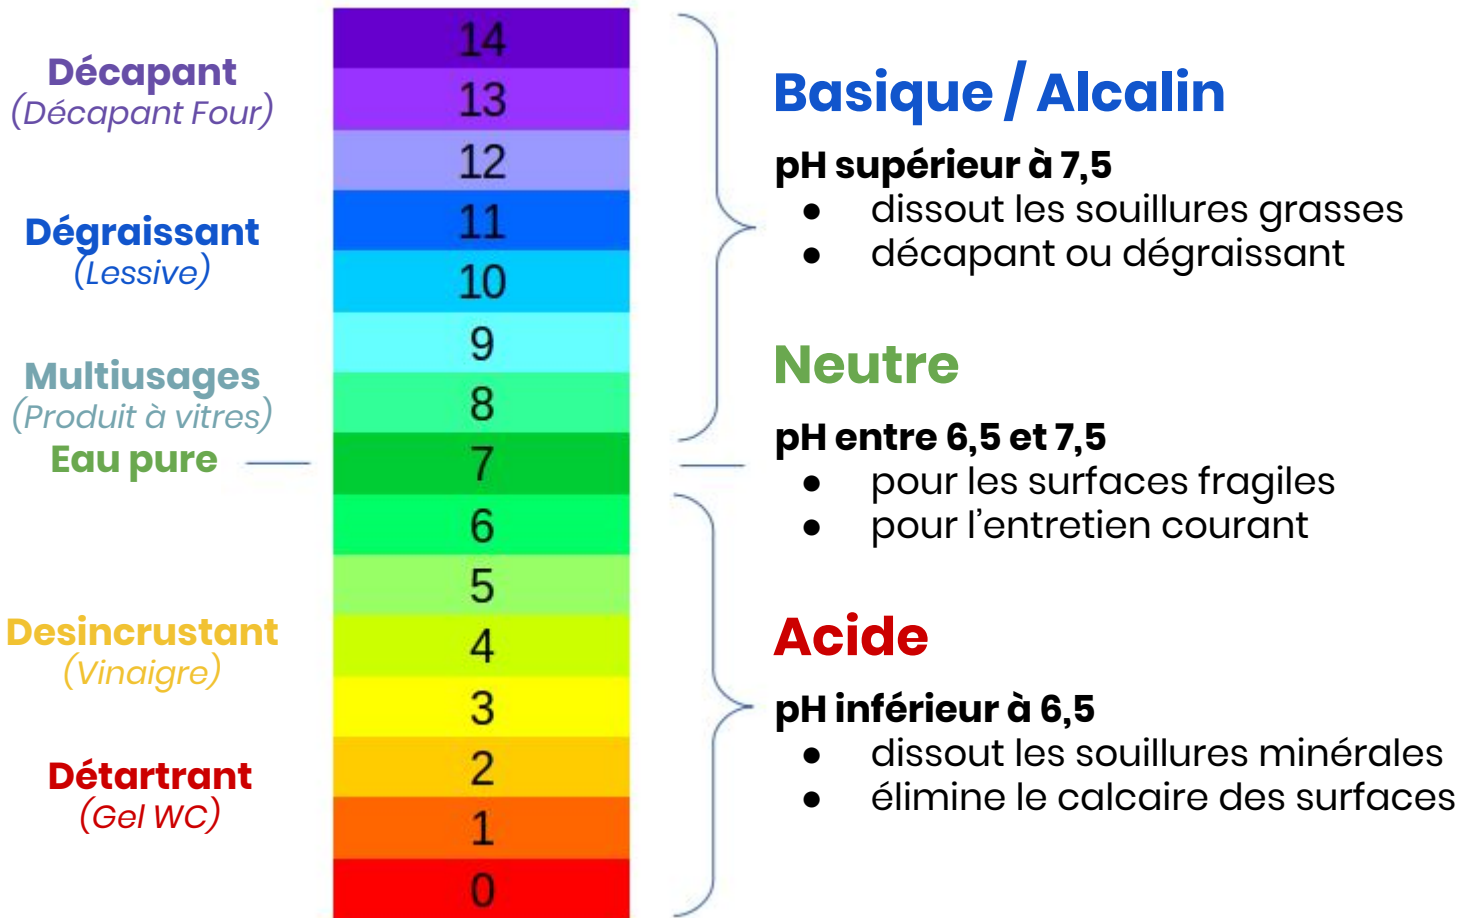 Décapant
(Décapant Four)
Dégraissant
(Lessive)
Multiusages
(Produit à vitres)
Eau pure
Desincrustant
(Vinaigre)
Détartrant
(Gel WC)
14
13
12
11
10
9
8
7
6
5
4
3
2
1
0
Basique / Alcalin
pH supérieur à 7,5
● dissout les souillures grasses
● décapant ou dégraissant
Neutre
pH entre 6,5 et 7,5
● pour les surfaces fragiles
● pour l’entretien courant
Acide
pH inférieur à 6,5
● dissout les souillures minérales
● élimine le calcaire des surfaces